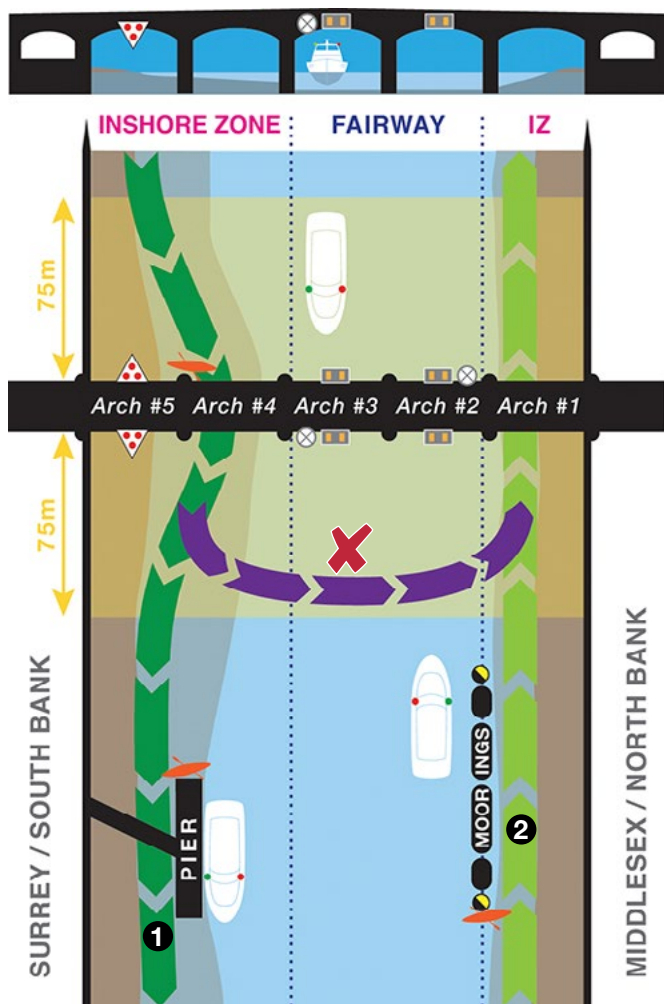 INSHORE ZONE FAIRWAY IZ
75m
Arch #5 Arch #4 Arch #3 Arch #2 Arch #1
75m
SURREY / SOUTH BANK
PIER
MOOR
INGS
MIDDLESEX / NORTH BANK
1
2